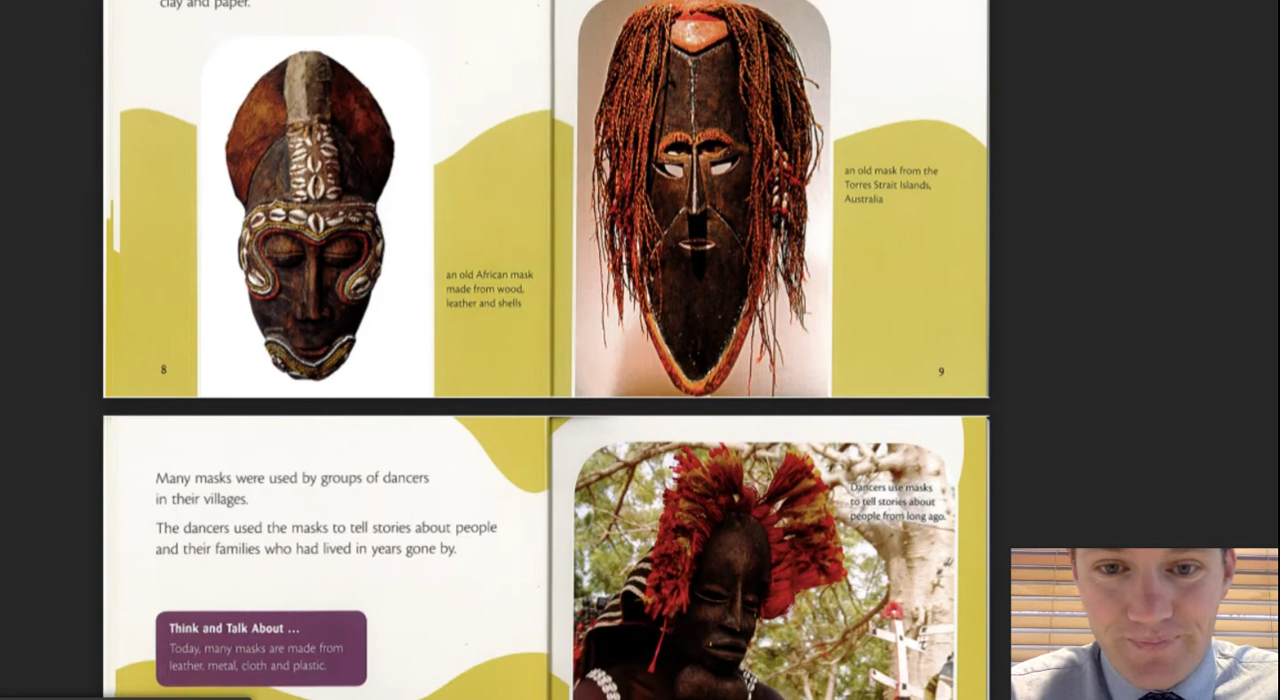 clay and paper.
an old African mask
made from wood,
leather and shells
8
an old mask from the
Torres Strait Islands,
Australia
9
Many masks were used by groups of dancers
in their villages.
The dancers used the masks to tell stories about people
and their families who had lived in years gone by.
Think and Talk About ...
Today, many masks are made from
leather, metal, cloth and plastic.
Dancers use masks
to tell stories about
people from long ago.